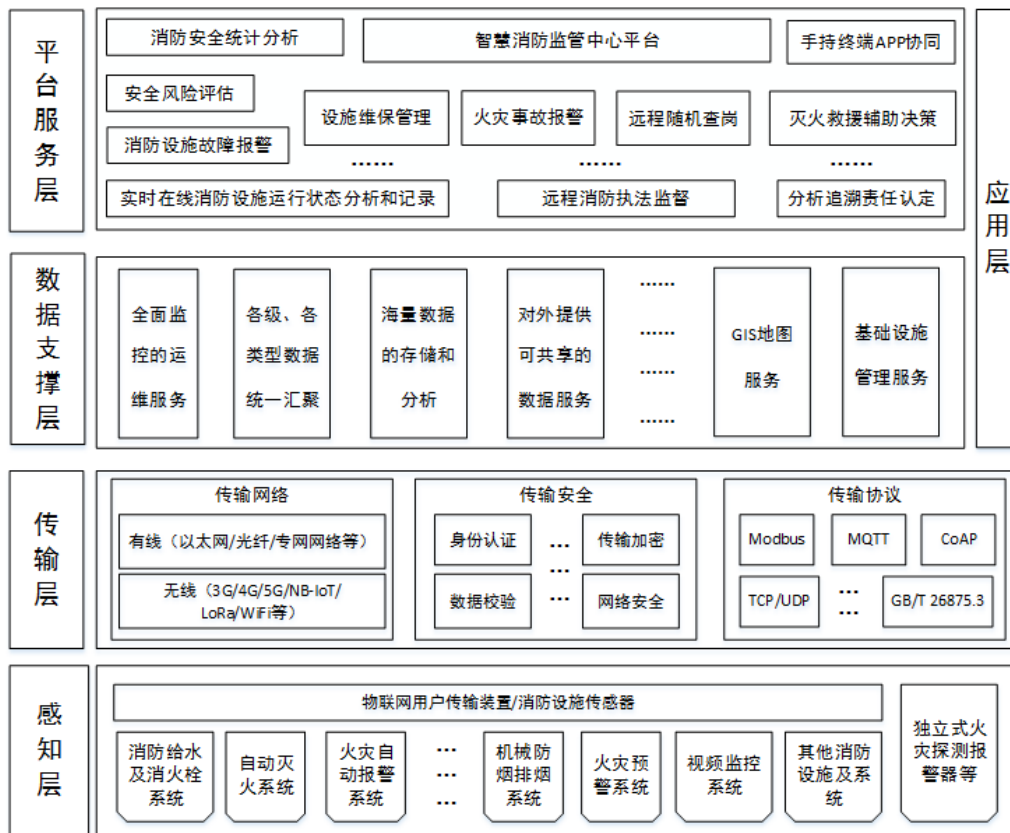 平台服务层
消防安全统计分析
智慧消防监管中心平台
手持终端APP协同
安全风险评估
设施维保管理
火灾事故报警
远程随机查岗
灭火救援辅助决策
消防设施故障报警
......
......
......
实时在线消防设施运行状态分析和记录
远程消防执法监督
分析追溯责任认定
应用层
数据支撑层
全面监
控的运
维服务
各级、各
类型数据
统一汇聚
海量数据
的存储和
分析
对外提供
可共享的
数据服务
......
......
......
......
GIS地图
服务
基础设施
管理服务
传输层
传输网络
有线（以太网/光纤/专网网络等）
无线（3G/4G/5G/NB-IoT/
LoRa/WiFi等）
传输安全
身份认证
...
传输加密
...
数据校验
...
网络安全
传输协议
Modbus
MQTT
CoAP
TCP/UDP
...
...
GB/T 26875.3
感知层
物联网用户传输装置/消防设施传感器
消防给水
及消火栓
系统
自动灭
火系统
火灾自
动报警
系统
...
...
...
机械防
烟排烟
系统
火灾预
警系统
视频监控
系统
其他消防
设施及系
统
独立式火
灾探测报
警器等